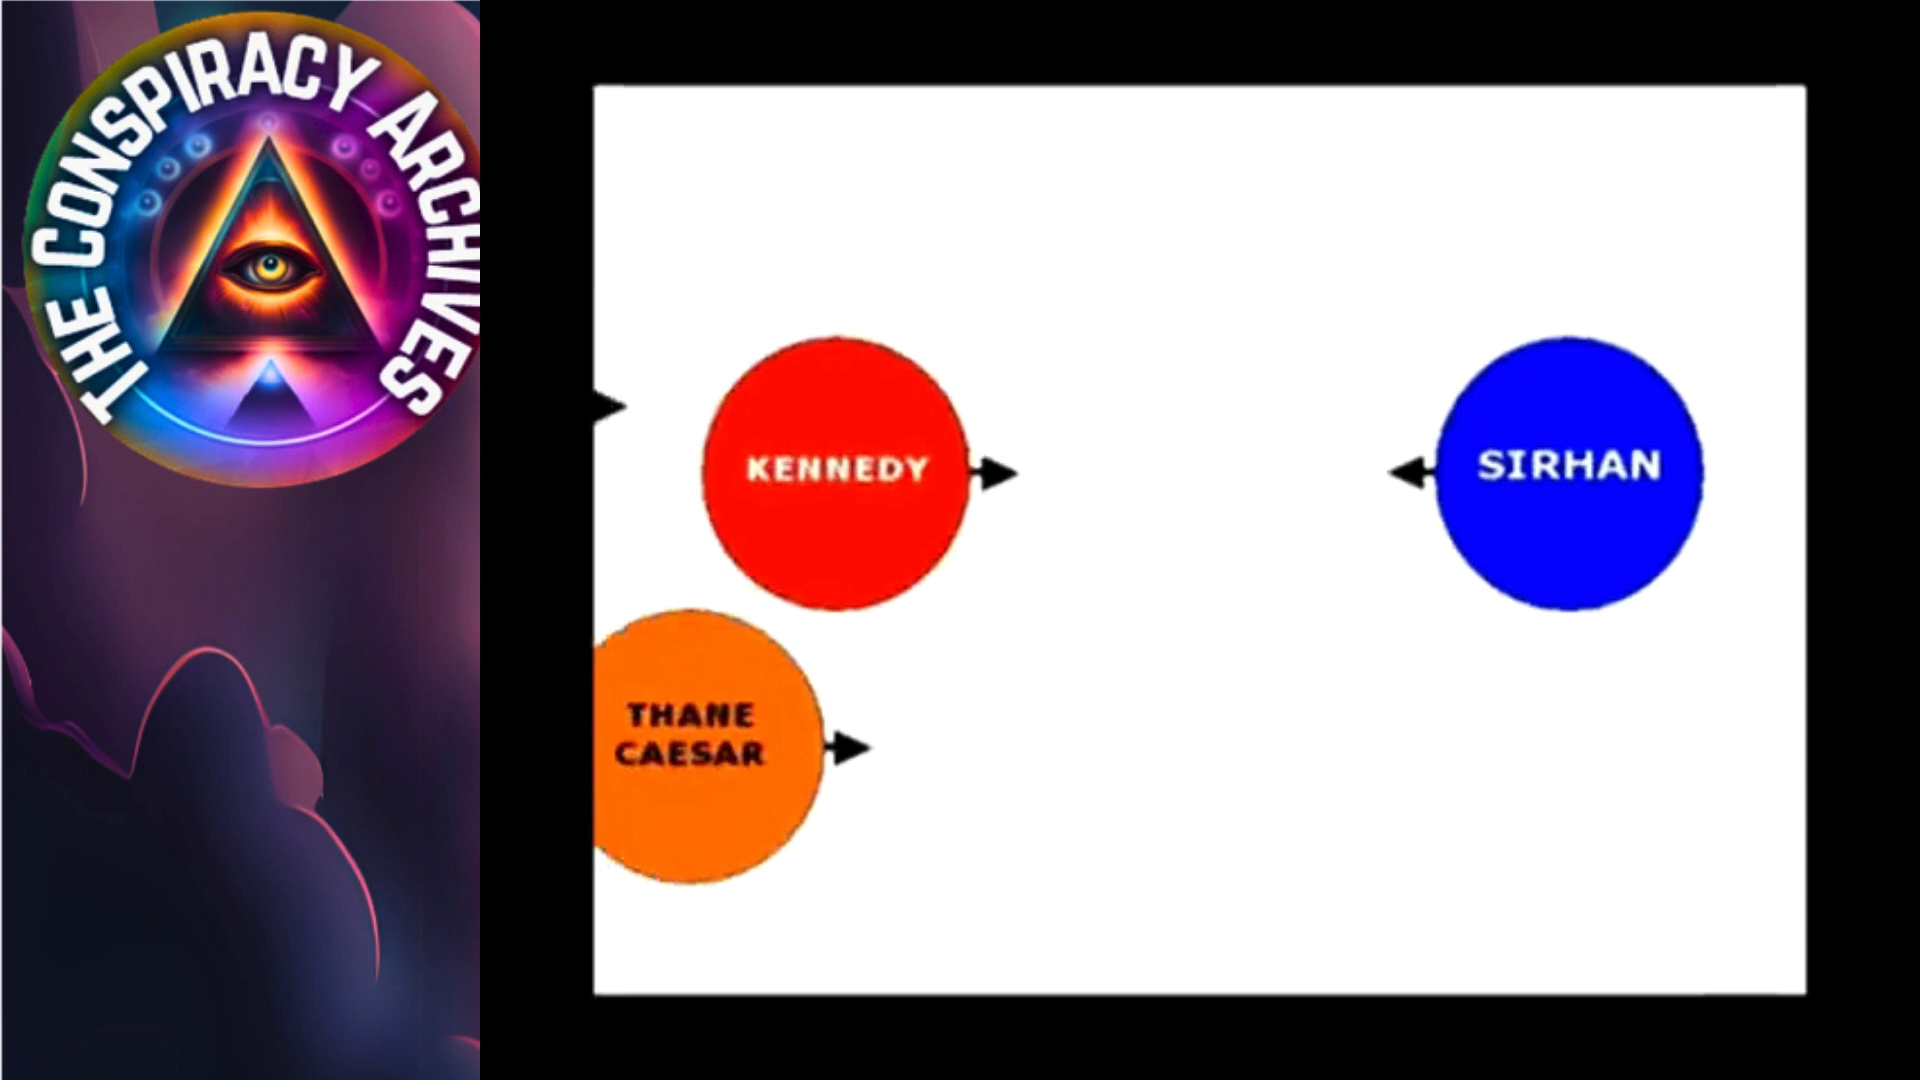 THE CONSPIRACY ARCHIVES
KENNEDY
SIRHAN
THANE
CAESAR